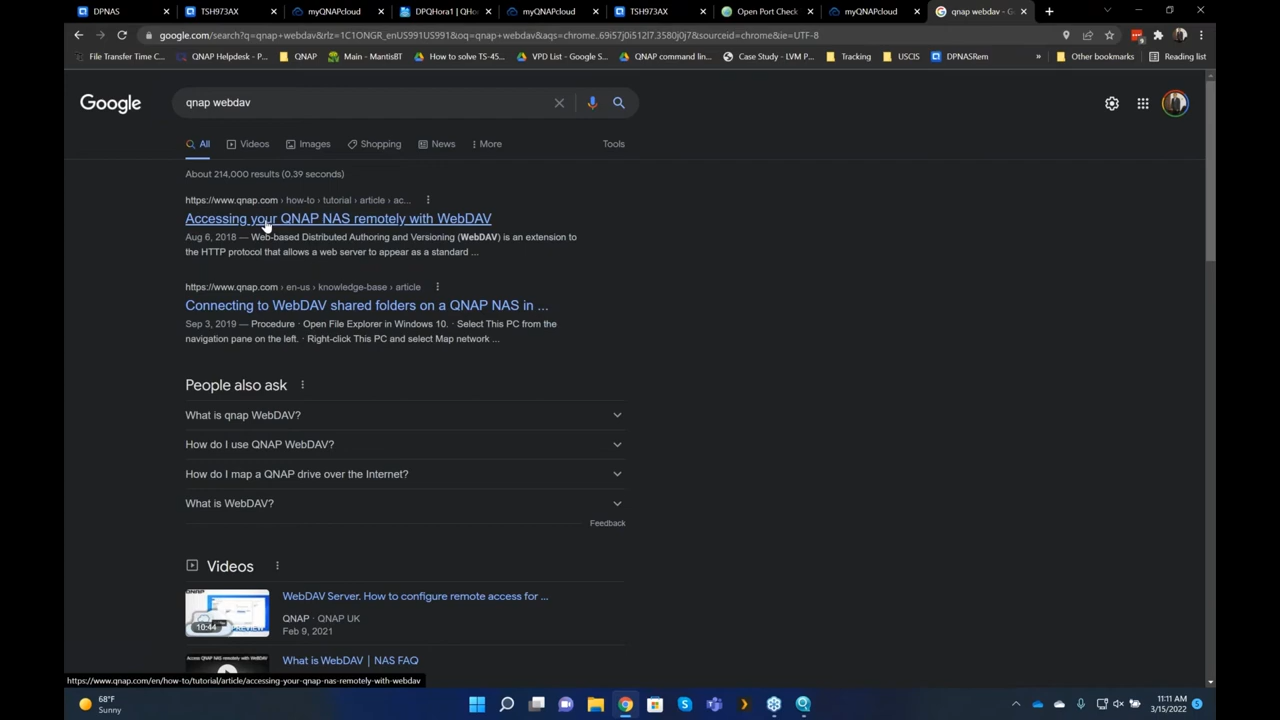 DPNAS
TSH973AX
myQNAPcloud
DPQHora1 | QHo
myQNAPcloud
TSH973AX
Open Port Check
myQNAPcloud
qnap webdav - G
google.com/search?q=qnap+webdav&rlz=1C1ONGR_enUS991US991&oq=qnap+webdav&aqs=chrome..69i57j0i512l7.3580j0j7&sourceid=chrome&ie=UTF-8
File Transfer Time C...
QNAP Helpdesk - P...
QNAP
Main - MantisBT
How to solve TS-45...
VPD List - Google S...
QNAP command lin...
Case Study - LVM P...
Tracking
USCIS
DPNASRem
»
Other bookmarks
Reading list
Google
qnap webdav
All
Videos
Images
Shopping
News
More
Tools
About 214,000 results (0.39 seconds)
https://www.qnap.com › how-to › tutorial › article › ac...
Accessing your QNAP NAS remotely with WebDAV
Aug 6, 2018 — Web-based Distributed Authoring and Versioning (WebDAV) is an extension to
the HTTP protocol that allows a web server to appear as a standard ...
https://www.qnap.com › en-us › knowledge-base › article
Connecting to WebDAV shared folders on a QNAP NAS in ...
Sep 3, 2019 — Procedure · Open File Explorer in Windows 10. · Select This PC from the
navigation pane on the left. · Right-click This PC and select Map network ...
People also ask
What is qnap WebDAV?
How do I use QNAP WebDAV?
How do I map a QNAP drive over the Internet?
What is WebDAV?
Feedback
Videos
WebDAV Server. How to configure remote access for ...
QNAP · QNAP UK
Feb 9, 2021
10:44
PREVIEW
Access QNAP NAS remotely with WebDAV
What is WebDAV | NAS FAQ
https://www.qnap.com/en/how-to/tutorial/article/accessing-your-qnap-nas-remotely-with-webdav
68°F
Sunny
11:11 AM
3/15/2022